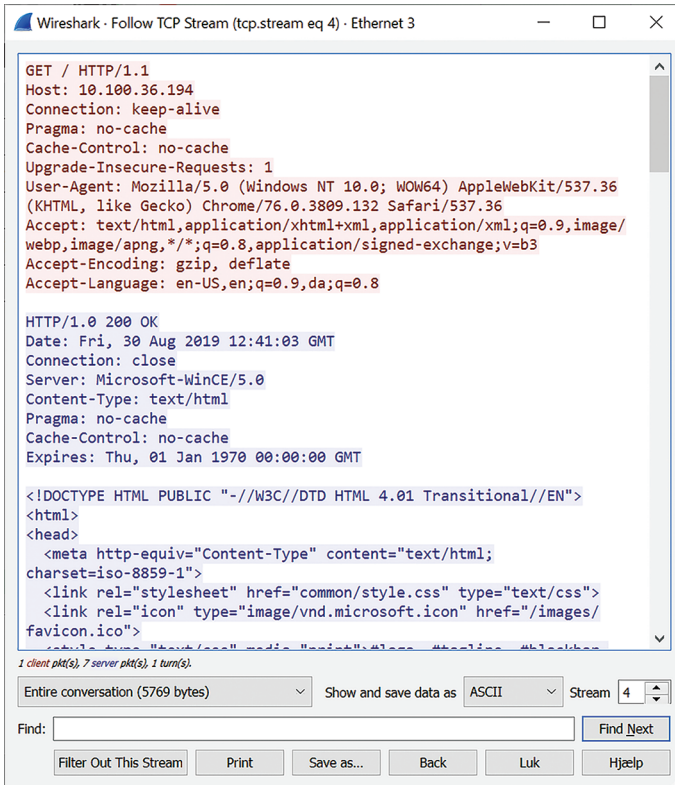 Wireshark · Follow TCP Stream (tcp.stream eq 4) · Ethernet 3
GET / HTTP/1.1
Host: 10.100.36.194
Connection: keep-alive
Pragma: no-cache
Cache-Control: no-cache
Upgrade-Insecure-Requests: 1
User-Agent: Mozilla/5.0 (Windows NT 10.0; WOW64) AppleWebKit/537.36
(KHTML, like Gecko) Chrome/76.0.3809.132 Safari/537.36
Accept: text/html,application/xhtml+xml,application/xml;q=0.9,image/
webp,image/apng,*/*;q=0.8,application/signed-exchange;v=b3
Accept-Encoding: gzip, deflate
Accept-Language: en-US,en;q=0.9,da;q=0.8
HTTP/1.0 200 OK
Date: Fri, 30 Aug 2019 12:41:03 GMT
Connection: close
Server: Microsoft-WinCE/5.0
Content-Type: text/html
Pragma: no-cache
Cache-Control: no-cache
Expires: Thu, 01 Jan 1970 00:00:00 GMT
<!DOCTYPE HTML PUBLIC "-//W3C//DTD HTML 4.01 Transitional//EN">
<html>
<head>
<meta http-equiv="Content-Type" content="text/html;
charset=iso-8859-1">
<link rel="stylesheet" href="common/style.css" type="text/css">
<link rel="icon" type="image/vnd.microsoft.icon" href="/images/
favicon.ico">
<style type="text/css" media="print">#logo, #tagline,
1 client pkt(s), 7 server pkt(s), 1 turn(s).
Entire conversation (5769 bytes) Show and save data as ASCII Stream 4
Find: Find Next
Filter Out This Stream Print Save as... Back Luk Hjælp